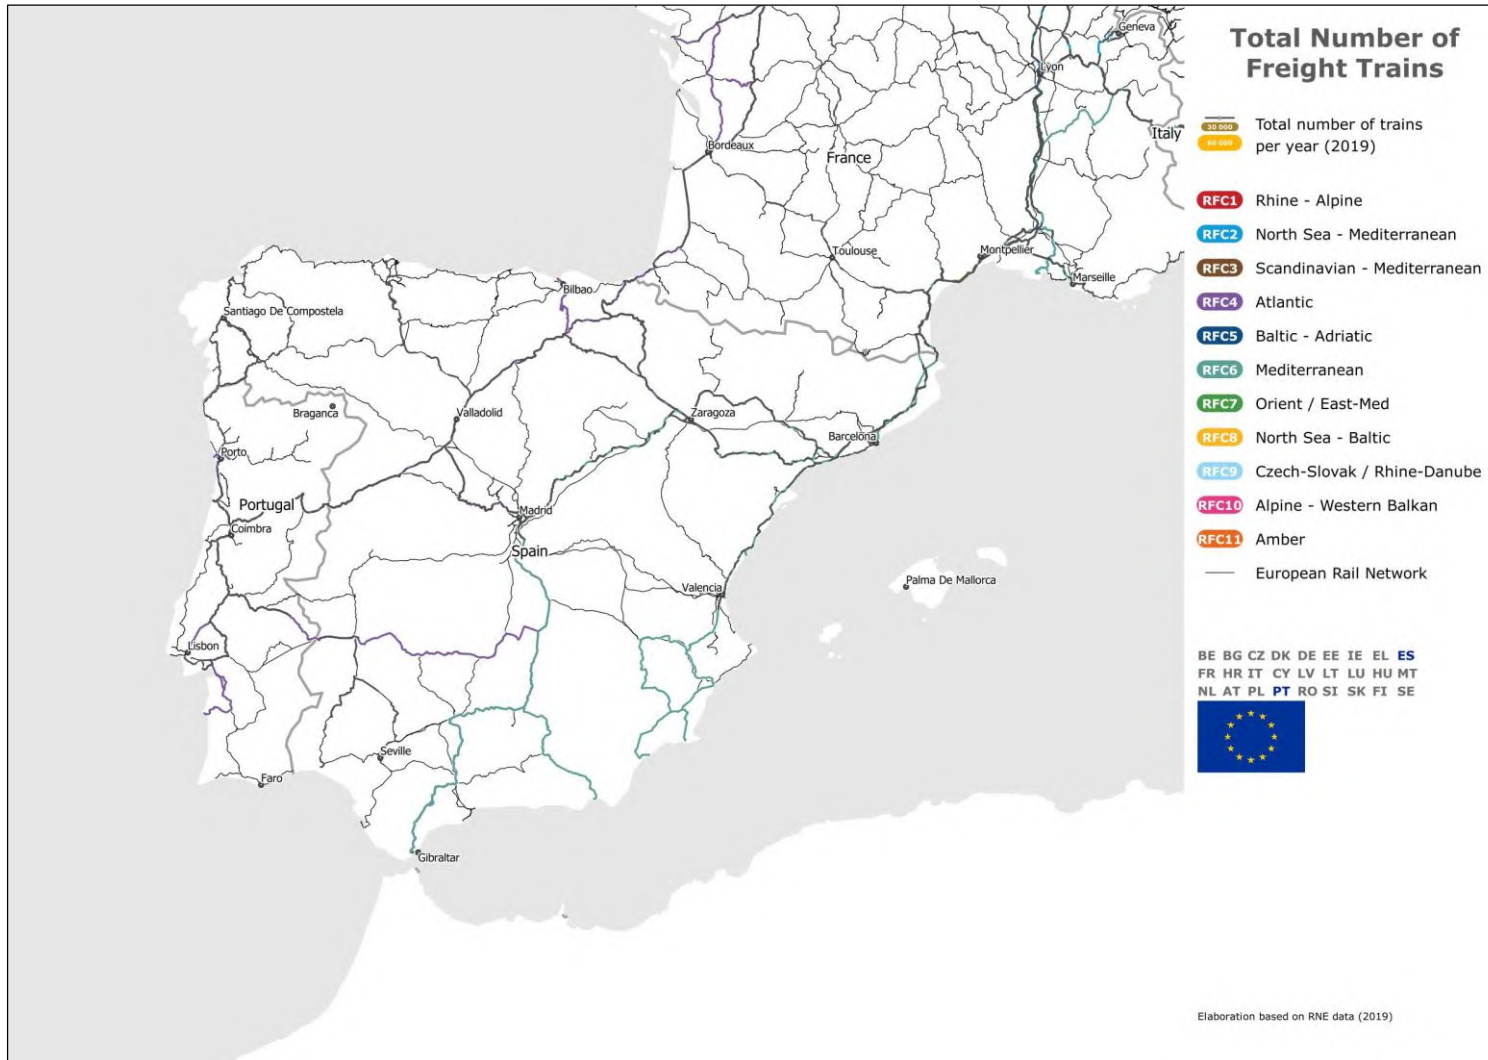 Total Number of
Freight Trains
30 000
60 000
Total number of trains
per year (2019)
RFC1 Rhine - Alpine
RFC2 North Sea - Mediterranean
RFC3 Scandinavian - Mediterranean
RFC4 Atlantic
RFC5 Baltic - Adriatic
RFC6 Mediterranean
RFC7 Orient / East-Med
RFC8 North Sea - Baltic
RFC9 Czech-Slovak / Rhine-Danube
RFC10 Alpine - Western Balkan
RFC11 Amber
European Rail Network
BE BG CZ DK DE EE IE EL ES
FR HR IT CY LV LT LU HU MT
NL AT PL PT RO SI SK FI SE
Elaboration based on RNE data (2019)
Geneva
Lyon
Italy
Bordeaux
France
Toulouse
Montpellier
Marseille
Bilbao
Santiago De Compostela
Braganca
Valladolid
Zaragoza
Barcelona
Porto
Portugal
Madrid
Coimbra
Spain
Valencia
Palma De Mallorca
Lisbon
Seville
Faro
Gibraltar